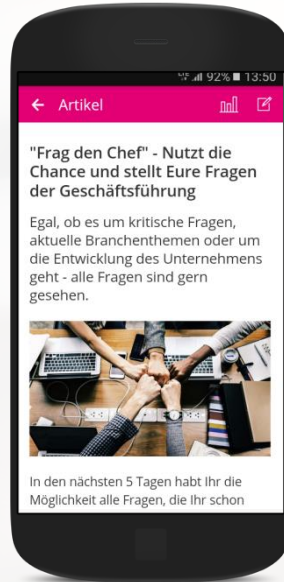 LTE 92% 13:50
Artikel
"Frag den Chef" - Nutzt die
Chance und stellt Eure Fragen
der Geschäftsführung
Egal, ob es um kritische Fragen,
aktuelle Branchenthemen oder um
die Entwicklung des Unternehmens
geht - alle Fragen sind gern
gesehen.
In den nächsten 5 Tagen habt Ihr die
Möglichkeit alle Fragen, die Ihr schon